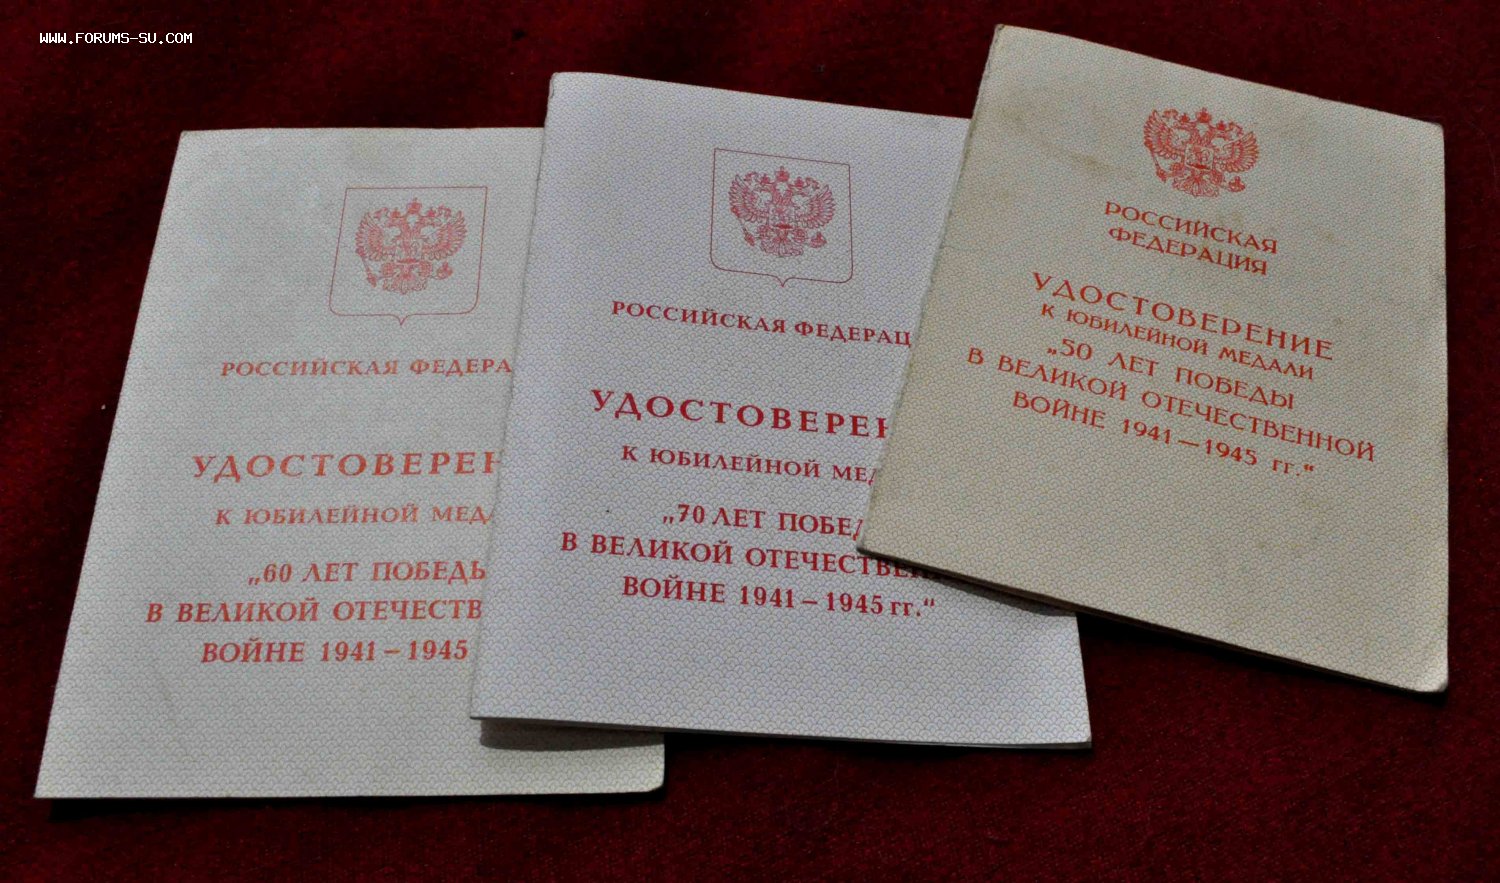 WWW.FORUMS-SU.COM
РОССИЙСКАЯ ФЕДЕРА
УДОСТОВЕРЕН
К ЮБИЛЕЙНОЙ МЕДА
„60 ЛЕТ ПОБЕДЫ
В ВЕЛИКОЙ ОТЕЧЕСТВ
ВОЙНЕ 1941 – 1945
РОССИЙСКАЯ ФЕДЕРАЦ
УДОСТОВЕРЕН
К ЮБИЛЕЙНОЙ МЕДА
„70 ЛЕТ ПОБЕД
В ВЕЛИКОЙ ОТЕЧЕСТВЕН
ВОЙНЕ 1941 – 1945 гг.“
РОССИЙСКАЯ
ФЕДЕРАЦИЯ
УДОСТОВЕРЕНИЕ
К ЮБИЛЕЙНОЙ МЕДАЛИ
„50 ЛЕТ ПОБЕДЫ
В ВЕЛИКОЙ ОТЕЧЕСТВЕННОЙ
ВОЙНЕ 1941 — 1945 гг.“